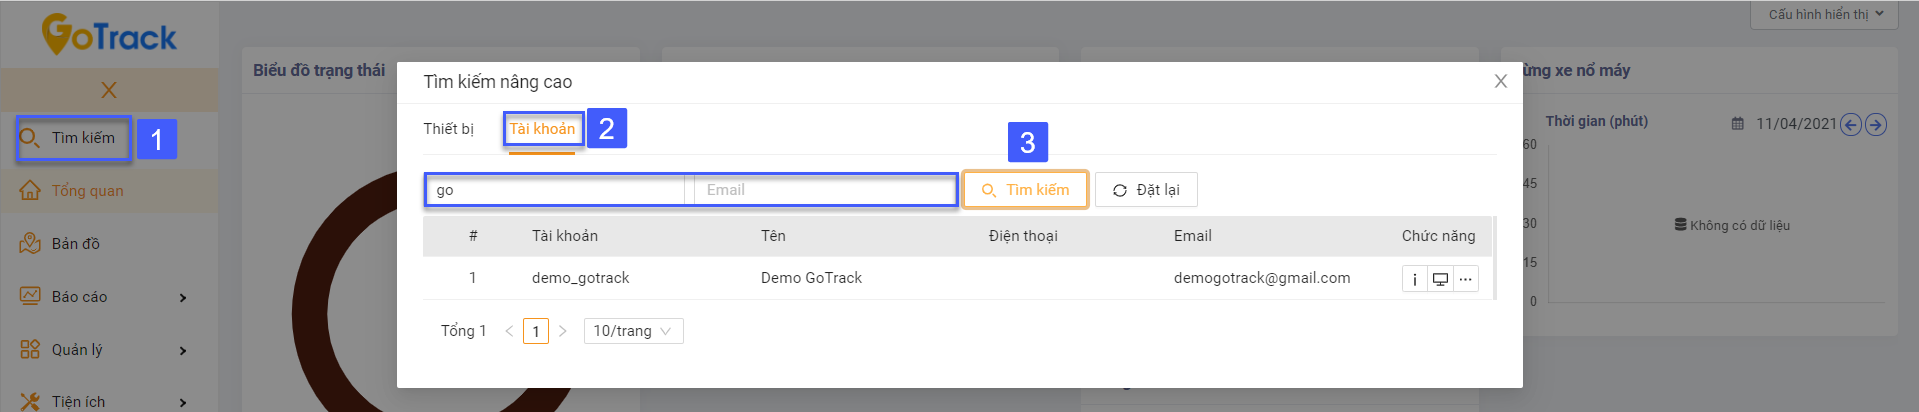 GoTrack
Cấu hình hiển thị
Biểu đồ trạng thái
ừng xe nổ máy
Tìm kiếm
1
Tổng quan
Bản đồ
Báo cáo
Quản lý
Tiện ích
Tìm kiếm nâng cao
Thiết bị Tài khoản 2
3
go Email Tìm kiếm Đặt lại
# Tài khoản Tên Điện thoại Email Chức năng
1 demo_gotrack Demo GoTrack demogotrack@gmail.com i ...
Tổng 1 < 1 > 10/trang
Thời gian (phút) 11/04/2021
60
45
30
15
0
Không có dữ liệu